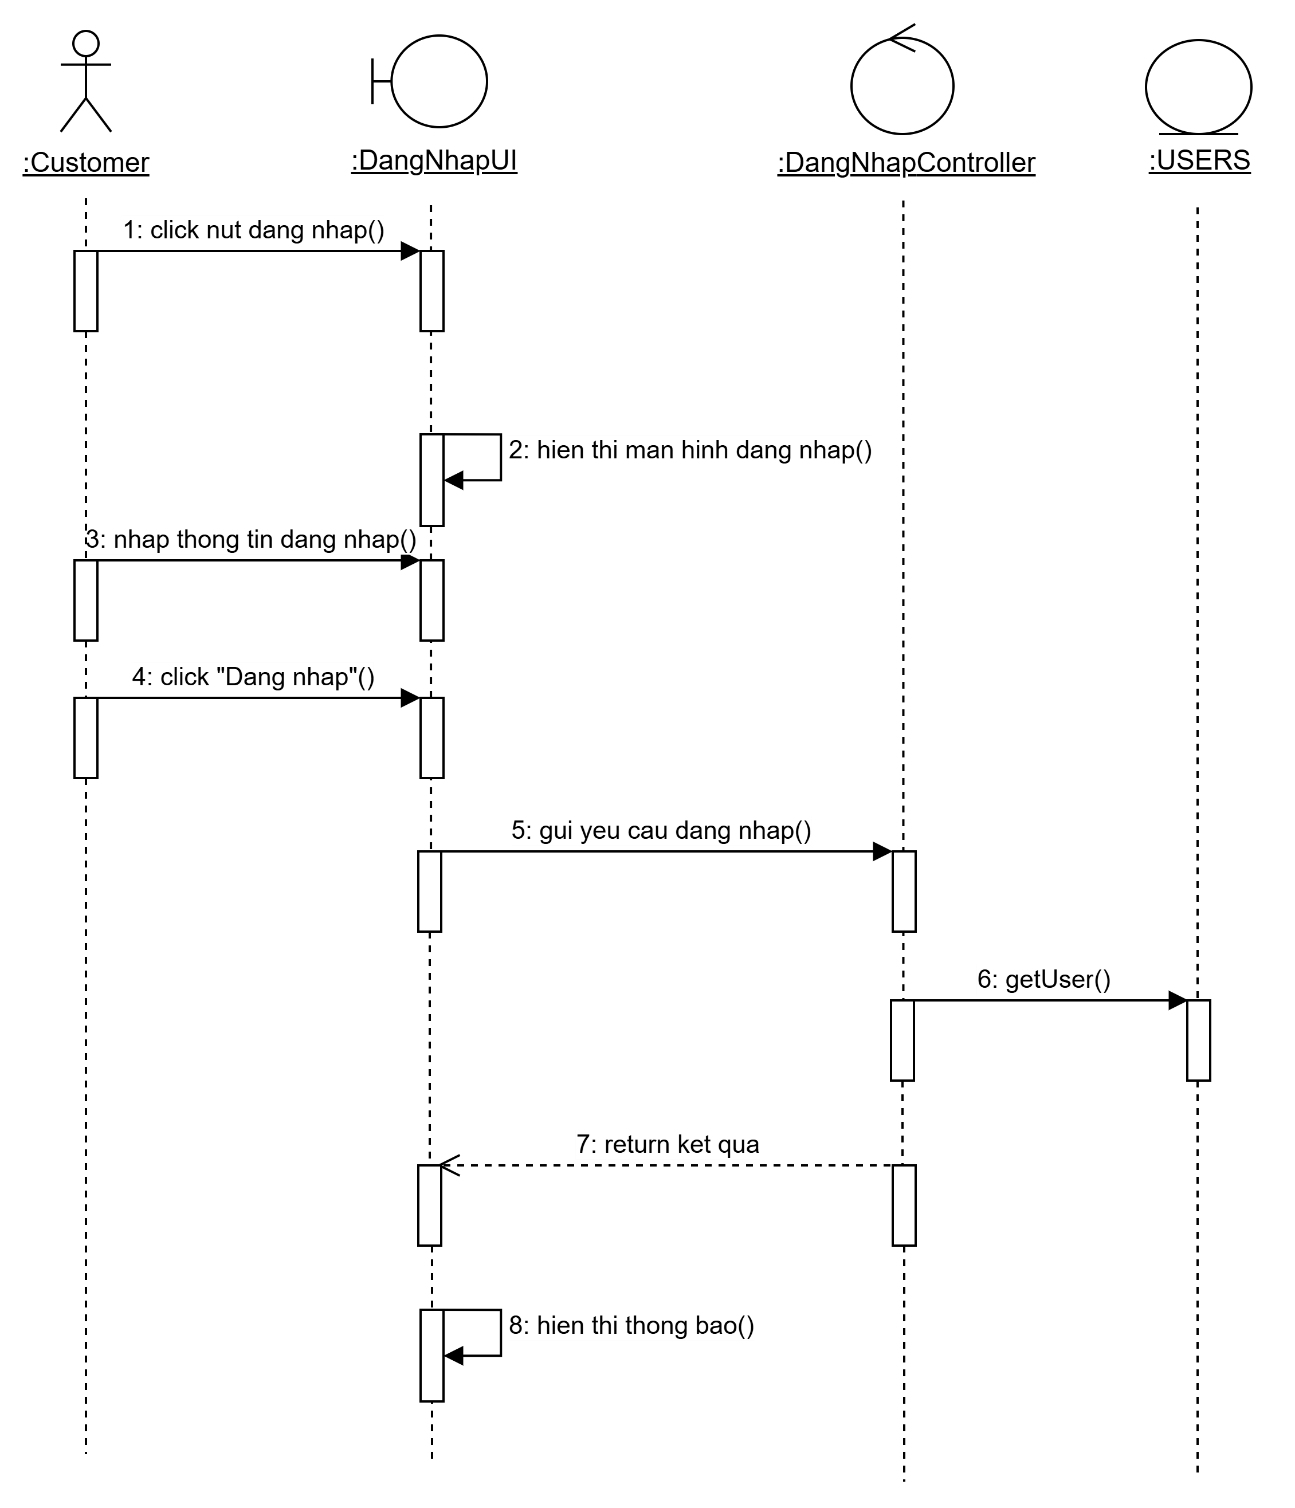 :Customer
:DangNhapUI
:DangNhapController
:USERS
1: click nut dang nhap()
2: hien thi man hinh dang nhap()
3: nhap thong tin dang nhap()
4: click "Dang nhap"()
5: gui yeu cau dang nhap()
6: getUser()
7: return ket qua
8: hien thi thong bao()